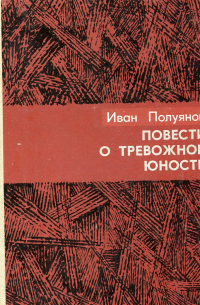 Иван Полуянов
ПОВЕСТИ
О ТРЕВОЖНОЙ
ЮНОСТИ